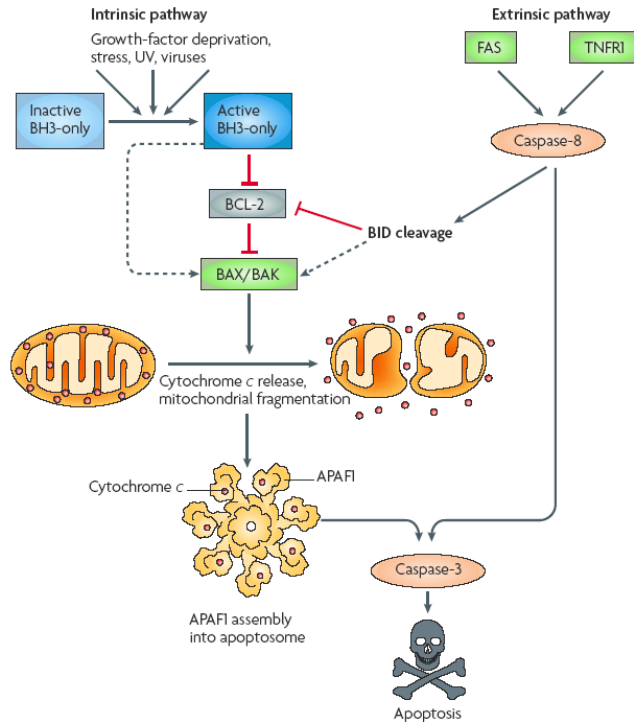 Intrinsic pathway
Growth-factor deprivation,
stress, UV, viruses
Extrinsic pathway
FAS
TNFR1
Inactive
BH3-only
Active
BH3-only
Caspase-8
BCL-2
BID cleavage
BAX/BAK
Cytochrome c release,
mitochondrial fragmentation
Cytochrome c
APAF1
Caspase-3
APAF1 assembly
into apoptosome
Apoptosis